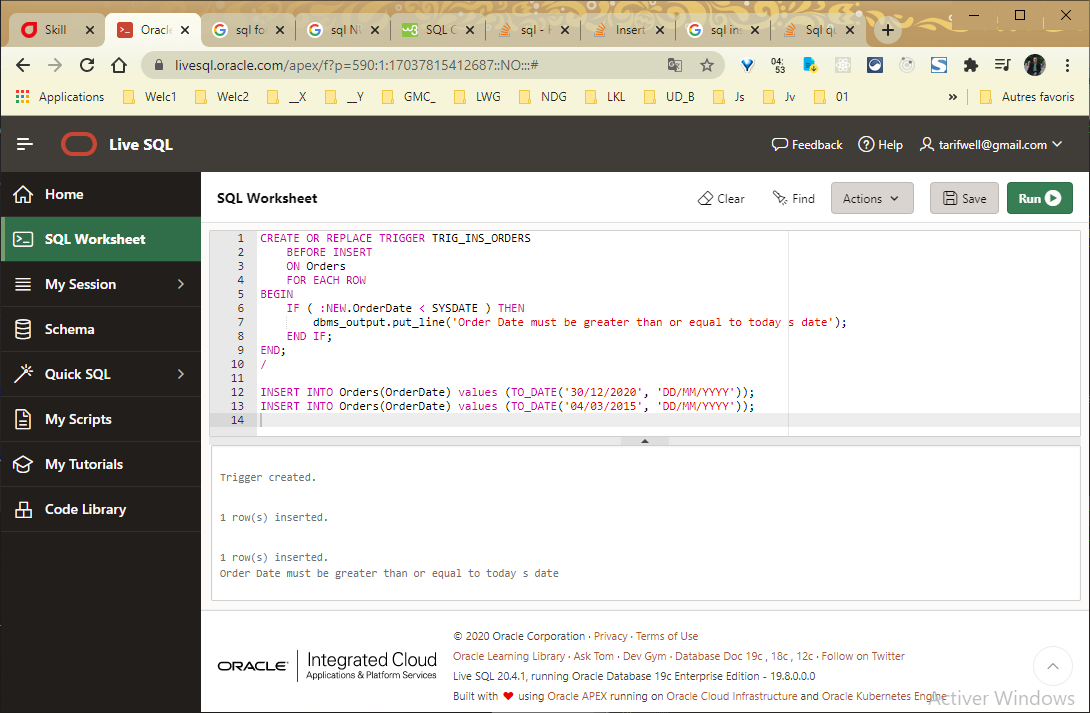 Skill
Oracle
sql fo
sql N
SQL C
sql - H
Insert
sql in
Sql q
livesql.oracle.com/apex/f?p=590:1:17037815412687::NO:::#
04:
53
Applications
Welc1
Welc2
__X
__Y
GMC_
LWG
NDG
LKL
UD_B
Js
Jv
01
»
Autres favoris
Live SQL
Feedback
Help
tarifwell@gmail.com
Home
SQL Worksheet
My Session
Schema
Quick SQL
My Scripts
My Tutorials
Code Library
SQL Worksheet
Clear
Find
Actions
Save
Run
1 CREATE OR REPLACE TRIGGER TRIG_INS_ORDERS
2 BEFORE INSERT
3 ON Orders
4 FOR EACH ROW
5 BEGIN
6 IF ( :NEW.OrderDate < SYSDATE ) THEN
7 dbms_output.put_line('Order Date must be greater than or equal to today s date');
8 END IF;
9 END;
10 /
11
12 INSERT INTO Orders(OrderDate) values (TO_DATE('30/12/2020', 'DD/MM/YYYY'));
13 INSERT INTO Orders(OrderDate) values (TO_DATE('04/03/2015', 'DD/MM/YYYY'));
14
Trigger created.
1 row(s) inserted.
1 row(s) inserted.
Order Date must be greater than or equal to today s date
ORACLE
Integrated Cloud
Applications & Platform Services
© 2020 Oracle Corporation · Privacy · Terms of Use
Oracle Learning Library · Ask Tom · Dev Gym · Database Doc 19c , 18c , 12c · Follow on Twitter
Live SQL 20.4.1, running Oracle Database 19c Enterprise Edition - 19.8.0.0.0
Built with ♥ using Oracle APEX running on Oracle Cloud Infrastructure and Oracle Kubernetes Engine
Activer Windows